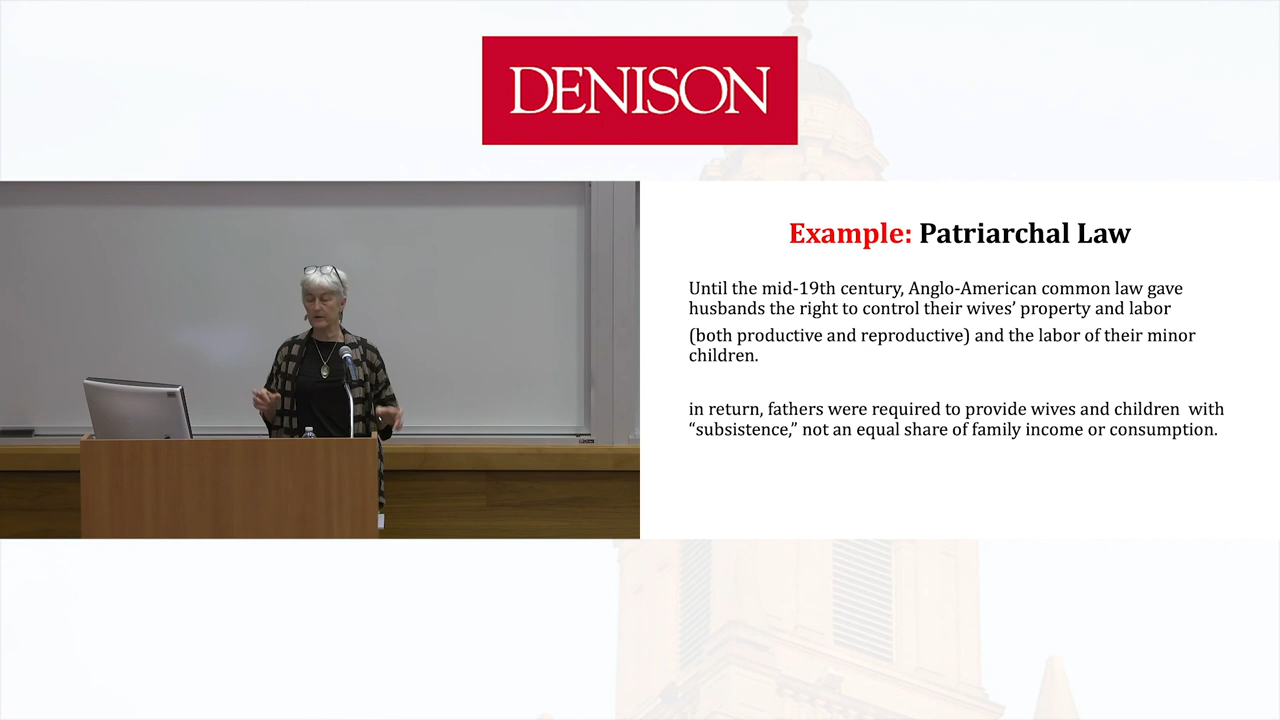 DENISON
Example: Patriarchal Law
Until the mid-19th century, Anglo-American common law gave
husbands the right to control their wives’ property and labor
(both productive and reproductive) and the labor of their minor
children.
in return, fathers were required to provide wives and children  with
“subsistence,” not an equal share of family income or consumption.